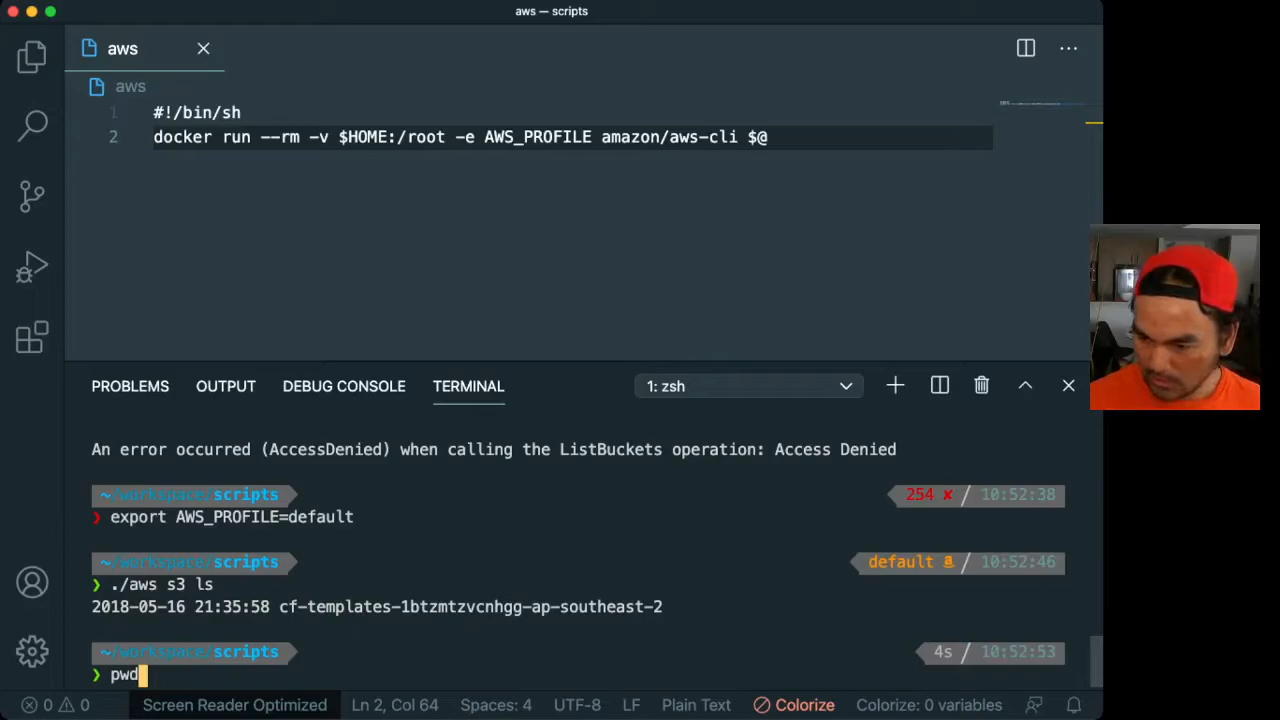 aws — scripts
aws
aws
1 #!/bin/sh
2 docker run --rm -v $HOME:/root -e AWS_PROFILE amazon/aws-cli $@
PROBLEMS OUTPUT DEBUG CONSOLE TERMINAL 1: zsh
An error occurred (AccessDenied) when calling the ListBuckets operation: Access Denied
~/workspace/scripts 254 ✘ / 10:52:38
❯ export AWS_PROFILE=default
~/workspace/scripts default / 10:52:46
❯ ./aws s3 ls
2018-05-16 21:35:58 cf-templates-1btzmtzvcnhgg-ap-southeast-2
~/workspace/scripts 4s / 10:52:53
❯ pwd
0 0 Screen Reader Optimized Ln 2, Col 64 Spaces: 4 UTF-8 LF Plain Text Colorize Colorize: 0 variables